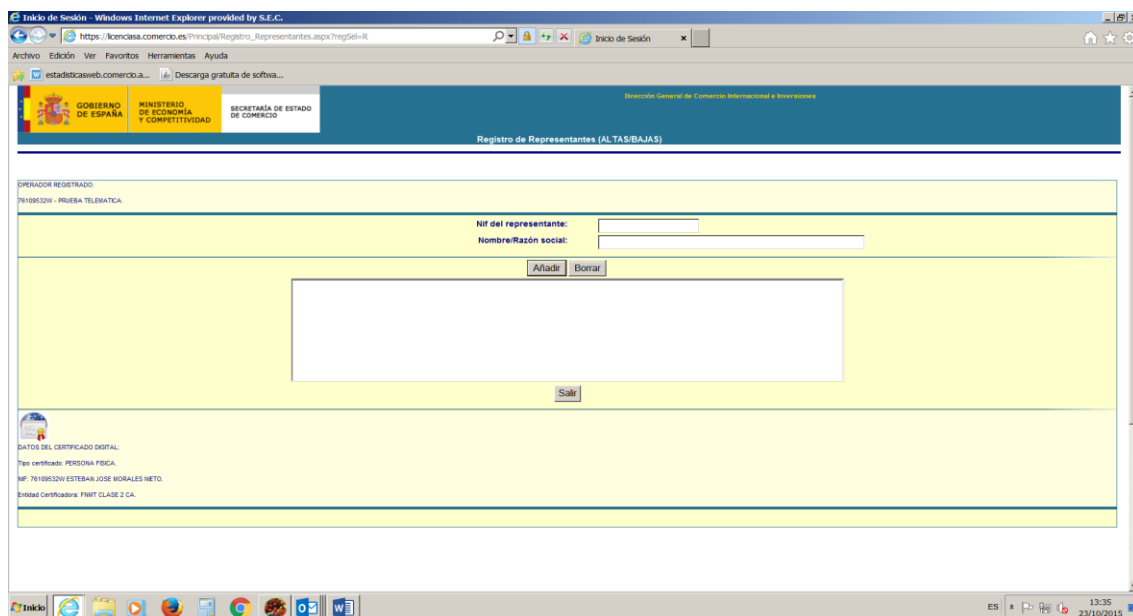 Inicio de Sesión - Windows Internet Explorer provided by S.E.C.
https://licenciasa.comercio.es/Principal/Registro_Representantes.aspx?regSel=R
Inicio de Sesión
Archivo Edición Ver Favoritos Herramientas Ayuda
estadisticasweb.comercio.a... Descarga gratuita de softwa...
GOBIERNO DE ESPAÑA
MINISTERIO DE ECONOMÍA Y COMPETITIVIDAD
SECRETARÍA DE ESTADO DE COMERCIO
Dirección General de Comercio Internacional e Inversiones
Registro de Representantes (ALTAS/BAJAS)
OPERADOR REGISTRADO:
76109532W - PRUEBA TELEMATICA.
Nif del representante:
Nombre/Razón social:
Añadir Borrar
Salir
DATOS DEL CERTIFICADO DIGITAL:
Tipo certificado: PERSONA FISICA.
NIF: 76109532W ESTEBAN JOSE MORALES NIETO.
Entidad Certificadora: FNMT CLASE 2 CA.
Inicio
ES
13:35
23/10/2015